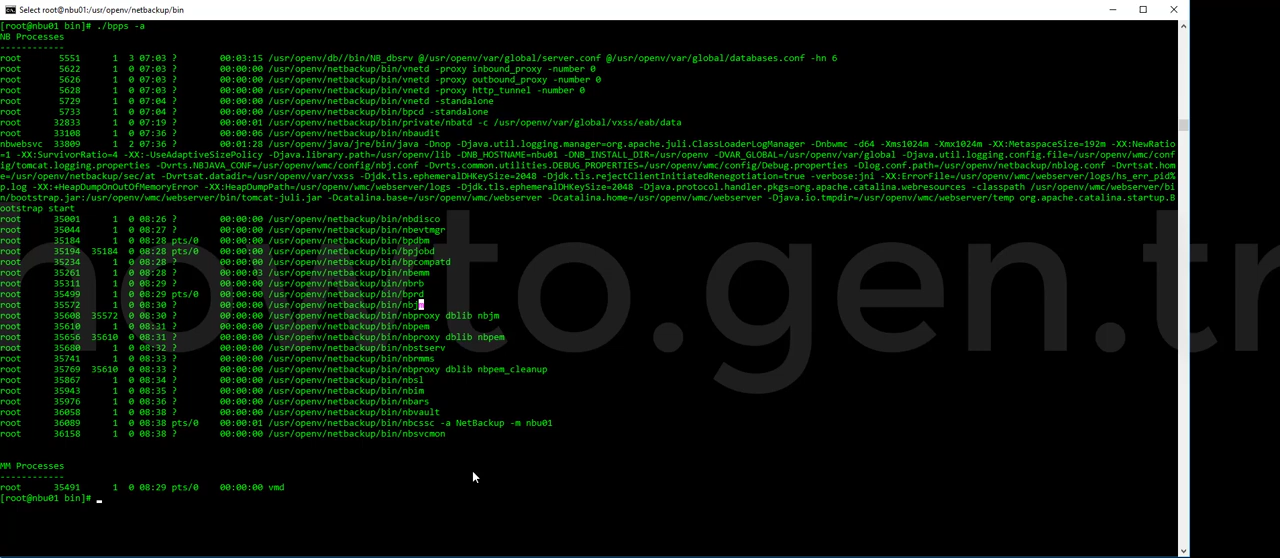 Select root@nbu01:/usr/openv/netbackup/bin
[root@nbu01 bin]# ./bpps -a
NB Processes
------------
root 5551 1 3 07:03 ? 00:03:15 /usr/openv/db//bin/NB_dbsrv @/usr/openv/var/global/server.conf @/usr/openv/var/global/databases.conf -hn 6
root 5622 1 0 07:03 ? 00:00:00 /usr/openv/netbackup/bin/vnetd -proxy inbound_proxy -number 0
root 5626 1 0 07:03 ? 00:00:00 /usr/openv/netbackup/bin/vnetd -proxy outbound_proxy -number 0
root 5628 1 0 07:03 ? 00:00:00 /usr/openv/netbackup/bin/vnetd -proxy http_tunnel -number 0
root 5729 1 0 07:04 ? 00:00:00 /usr/openv/netbackup/bin/vnetd -standalone
root 5733 1 0 07:04 ? 00:00:00 /usr/openv/netbackup/bin/bpcd -standalone
root 32833 1 0 07:19 ? 00:00:01 /usr/openv/netbackup/bin/private/nbatd -c /usr/openv/var/global/vxss/eab/data
root 33108 1 0 07:36 ? 00:00:06 /usr/openv/netbackup/bin/nbaudit
nbwebsvc 33809 1 2 07:36 ? 00:01:28 /usr/openv/java/jre/bin/java -Dnop -Djava.util.logging.manager=org.apache.juli.ClassLoaderLogManager -Dnbwmc -d64 -Xms1024m -Xmx1024m -XX:MetaspaceSize=192m -XX:NewRatio
=1 -XX:SurvivorRatio=4 -XX:-UseAdaptiveSizePolicy -Djava.library.path=/usr/openv/lib -DNB_HOSTNAME=nbu01 -DNB_INSTALL_DIR=/usr/openv -DVAR_GLOBAL=/usr/openv/var/global -Djava.util.logging.config.file=/usr/openv/wmc/conf
ig/tomcat.logging.properties -Dvrts.NBJAVA_CONF=/usr/openv/wmc/config/nbj.conf -Dvrts.common.utilities.DEBUG_PROPERTIES=/usr/openv/wmc/config/Debug.properties -Dlog.conf.path=/usr/openv/netbackup/nblog.conf -Dvrtsat.hom
e=/usr/openv/netbackup/sec/at -Dvrtsat.datadir=/usr/openv/var/vxss -Djdk.tls.ephemeralDHKeySize=2048 -Djdk.tls.rejectClientInitiatedRenegotiation=true -verbose:jni -XX:ErrorFile=/usr/openv/wmc/webserver/logs/hs_err_pid%
p.log -XX:+HeapDumpOnOutOfMemoryError -XX:HeapDumpPath=/usr/openv/wmc/webserver/logs -Djdk.tls.ephemeralDHKeySize=2048 -Djava.protocol.handler.pkgs=org.apache.catalina.webresources -classpath /usr/openv/wmc/webserver/bi
n/bootstrap.jar:/usr/openv/wmc/webserver/bin/tomcat-juli.jar -Dcatalina.base=/usr/openv/wmc/webserver -Dcatalina.home=/usr/openv/wmc/webserver -Djava.io.tmpdir=/usr/openv/wmc/webserver/temp org.apache.catalina.startup.B
ootstrap start
root 35001 1 0 08:26 ? 00:00:00 /usr/openv/netbackup/bin/nbdisco
root 35044 1 0 08:27 ? 00:00:00 /usr/openv/netbackup/bin/nbevtmgr
root 35184 1 0 08:28 pts/0 00:00:00 /usr/openv/netbackup/bin/bpdbm
root 35194 35184 0 08:28 pts/0 00:00:00 /usr/openv/netbackup/bin/bpjobd
root 35234 1 0 08:28 ? 00:00:00 /usr/openv/netbackup/bin/bpcompatd
root 35261 1 0 08:28 ? 00:00:03 /usr/openv/netbackup/bin/nbemm
root 35311 1 0 08:29 ? 00:00:00 /usr/openv/netbackup/bin/nbrb
root 35499 1 0 08:29 pts/0 00:00:00 /usr/openv/netbackup/bin/bprd
root 35572 1 0 08:30 ? 00:00:00 /usr/openv/netbackup/bin/nbjm
root 35608 35572 0 08:30 ? 00:00:00 /usr/openv/netbackup/bin/nbproxy dblib nbjm
root 35610 1 0 08:31 ? 00:00:00 /usr/openv/netbackup/bin/nbpem
root 35656 35610 0 08:31 ? 00:00:00 /usr/openv/netbackup/bin/nbproxy dblib nbpem
root 35680 1 0 08:32 ? 00:00:00 /usr/openv/netbackup/bin/nbstserv
root 35741 1 0 08:33 ? 00:00:00 /usr/openv/netbackup/bin/nbrmms
root 35769 35610 0 08:33 ? 00:00:00 /usr/openv/netbackup/bin/nbproxy dblib nbpem_cleanup
root 35867 1 0 08:34 ? 00:00:00 /usr/openv/netbackup/bin/nbsl
root 35943 1 0 08:35 ? 00:00:00 /usr/openv/netbackup/bin/nbim
root 35976 1 0 08:36 ? 00:00:00 /usr/openv/netbackup/bin/nbars
root 36058 1 0 08:38 ? 00:00:00 /usr/openv/netbackup/bin/nbvault
root 36089 1 0 08:38 pts/0 00:00:01 /usr/openv/netbackup/bin/nbcssc -a NetBackup -m nbu01
root 36158 1 0 08:38 ? 00:00:00 /usr/openv/netbackup/bin/nbsvcmon
MM Processes
------------
root 35491 1 0 08:29 pts/0 00:00:00 vmd
[root@nbu01 bin]#